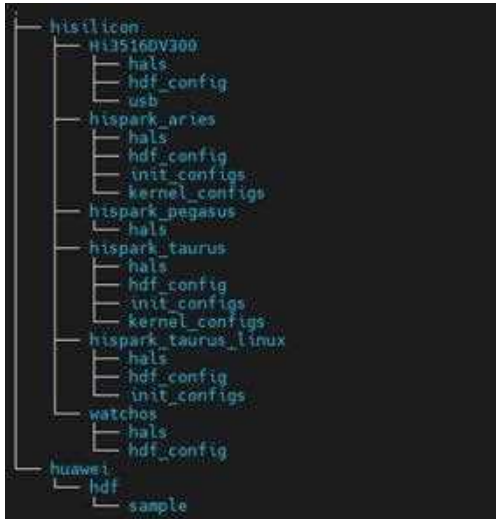 .
hisilicon
Hi3516DV300
hals
hdf_config
usb
hispark_aries
hals
hdf_config
init_configs
kernel_configs
hispark_pegasus
hals
hispark_taurus
hals
hdf_config
init_configs
kernel_configs
hispark_taurus_linux
hals
hdf_config
init_configs
watchos
hals
hdf_config
huawei
hdf
sample